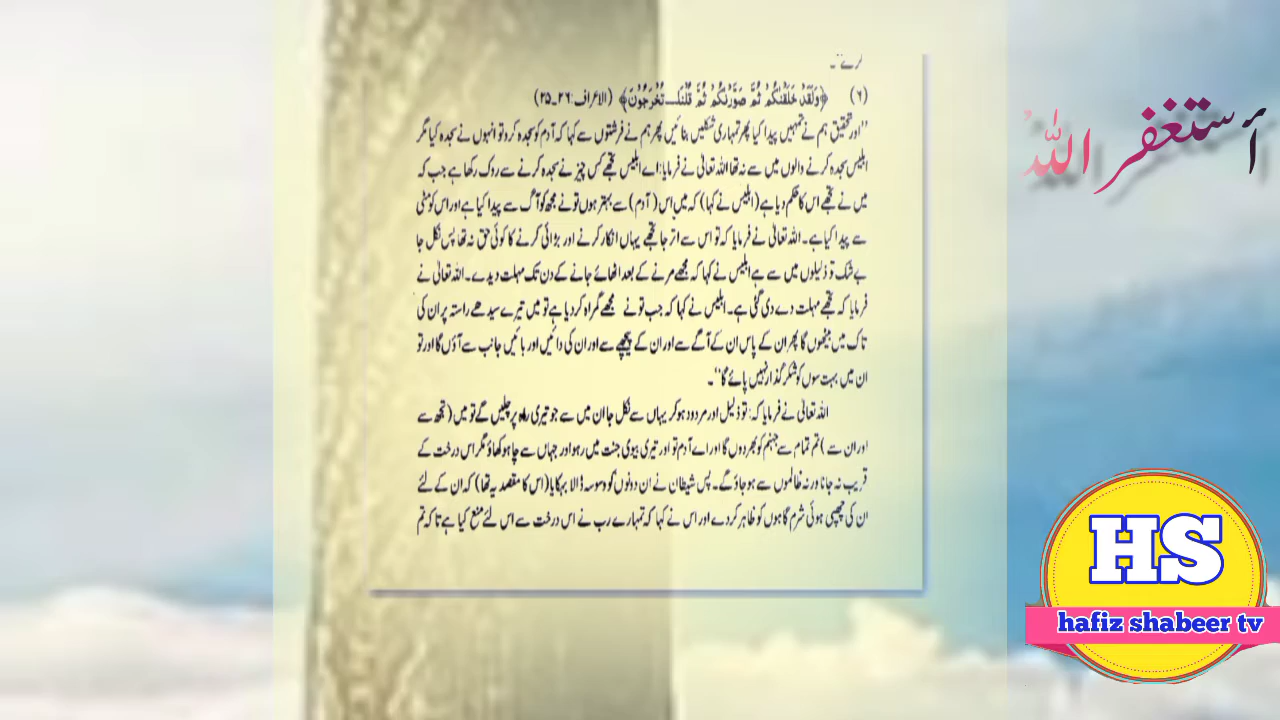 کرے"۔
(۶) ﴿وَلَقَدْ خَلَقْنٰكُمْ ثُمَّ صَوَّرْنٰكُمْ ثُمَّ قُلْنَا۔۔۔ تُخْرَجُوْنَ﴾ (الاعراف:۲۶۔۲۵)
"اور تحقیق ہم نے تمہیں پیدا کیا پھر تمہاری شکلیں بنائیں پھر ہم نے فرشتوں سے کہا کہ آدم کو سجدہ کرو تو انہوں نے سجدہ کیا مگر
ابلیس سجدہ کرنے والوں میں سے نہ تھا اللہ تعالیٰ نے فرمایا: اے ابلیس تجھے کس چیز نے سجدہ کرنے سے روک رکھا ہے جب کہ
میں نے تجھے اس کا حکم دیا ہے (ابلیس نے کہا) کہ میں اس (آدم) سے بہتر ہوں تو نے مجھ کو آگ سے پیدا کیا ہے اور اس کو مٹی
سے پیدا کیا ہے۔ اللہ تعالیٰ نے فرمایا کہ تو اس سے اتر جا تجھے یہاں انکار کرنے اور بڑائی کرنے کا کوئی حق نہ تھا پس نکل جا
بے شک تو ذلیلوں میں سے ہے ابلیس نے کہا کہ مجھے مرنے کے بعد اٹھائے جانے کے دن تک مہلت دیدے۔ اللہ تعالیٰ نے
فرمایا کہ تجھے مہلت دے دی گئی ہے۔ ابلیس نے کہا کہ جب تو نے مجھے گمراہ کر دیا ہے تو میں تیرے سیدھے راستہ پر ان کی
تاک میں بیٹھوں گا پھر ان کے پاس ان کے آگے سے اور ان کے پیچھے سے اور ان کی دائیں اور بائیں جانب سے آؤں گا اور تو
ان میں بہت سوں کو شکر گذار نہیں پائے گا"۔
اللہ تعالیٰ نے فرمایا کہ: تو ذلیل اور مردود ہو کر یہاں سے نکل جا ان میں سے جو تیری راہ پر چلیں گے تو میں (تجھ سے
اور ان سے) تم تمام سے جہنم کو بھر دوں گا اور اے آدم تو اور تیری بیوی جنت میں رہو اور جہاں سے چاہو کھاؤ مگر اس درخت کے
قریب نہ جانا ورنہ ظالموں سے ہو جاؤ گے۔ پس شیطان نے ان دونوں کو وسوسہ ڈالا بہکایا (اس کا مقصد یہ تھا) کہ ان کے لئے
ان کی چھپی ہوئی شرم گاہوں کو ظاہر کر دے اور اس نے کہا کہ تمہارے رب نے اس درخت سے اس لئے منع کیا ہے تاکہ تم
أستغفر الله
HS
hafiz shabeer tv